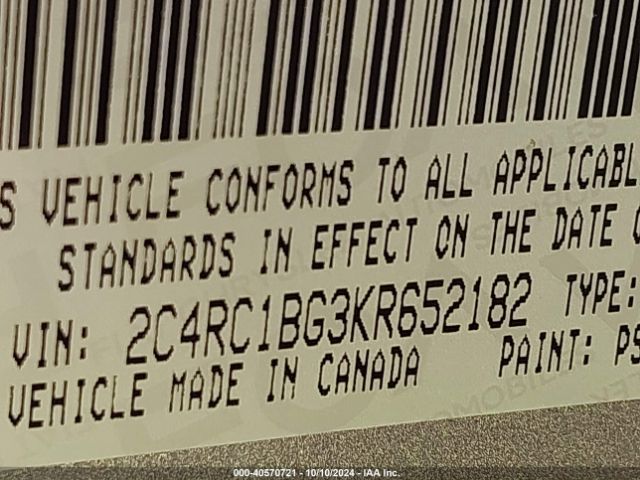 S VEHICLE CONFORMS TO ALL APPLICABL
STANDARDS IN EFFECT ON THE DATE
VIN: 2C4RC1BG3KR652182 TYPE:
VEHICLE MADE IN CANADA PAINT: PS
000-40570721 - 10/10/2024 - IAA Inc.